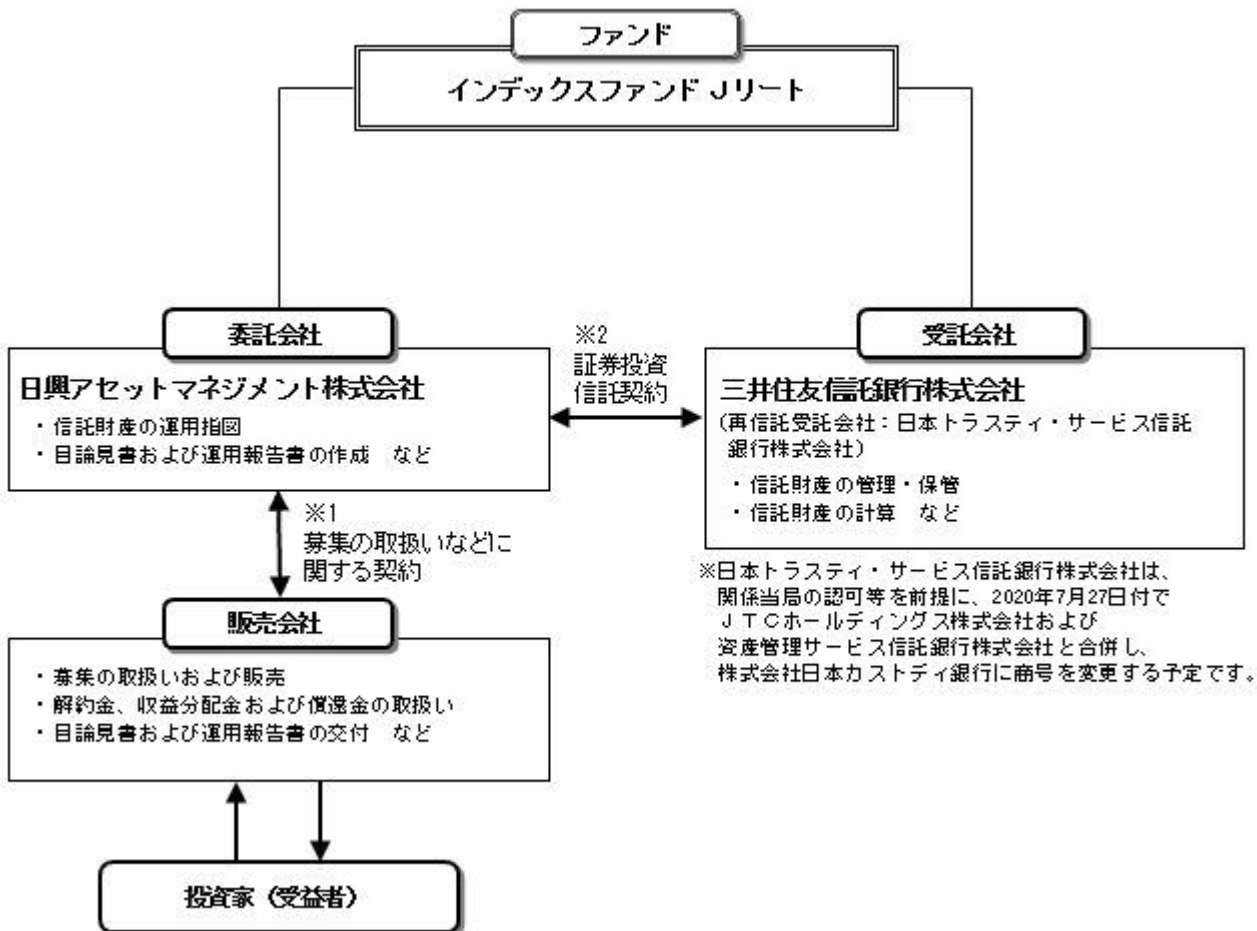 ファンド
インデックスファンドJリート
委託会社
日興アセットマネジメント株式会社
・信託財産の運用指図
・目論見書および運用報告書の作成　など
※2
証券投資
信託契約
受託会社
三井住友信託銀行株式会社
(再信託受託会社：日本トラスティ・サービス信託
銀行株式会社)
・信託財産の管理・保管
・信託財産の計算　など
※1
募集の取扱いなどに
関する契約
※日本トラスティ・サービス信託銀行株式会社は、
関係当局の認可等を前提に、2020年7月27日付で
ＪＴＣホールディングス株式会社および
資産管理サービス信託銀行株式会社と合併し、
株式会社日本カストディ銀行に商号を変更する予定です。
販売会社
・募集の取扱いおよび販売
・解約金、収益分配金および償還金の取扱い
・目論見書および運用報告書の交付　など
投資家（受益者）